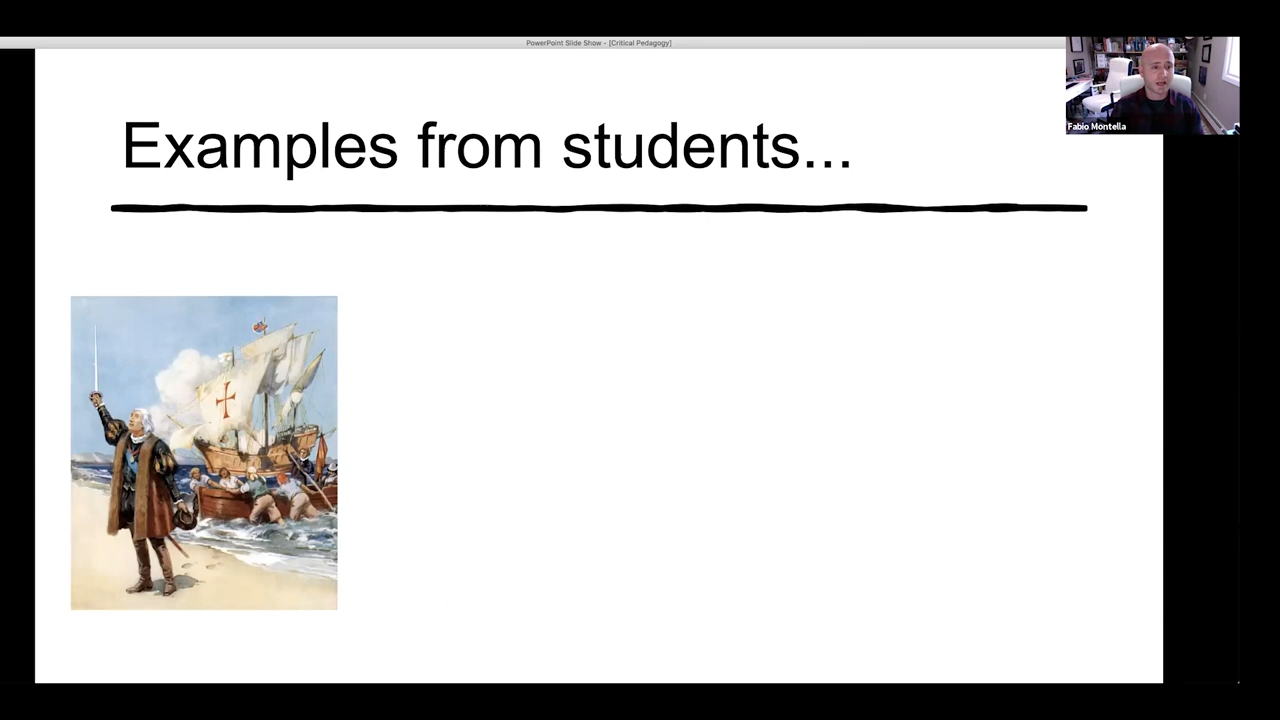 PowerPoint Slide Show - [Critical Pedagogy]
Examples from students...
Fabio Montella